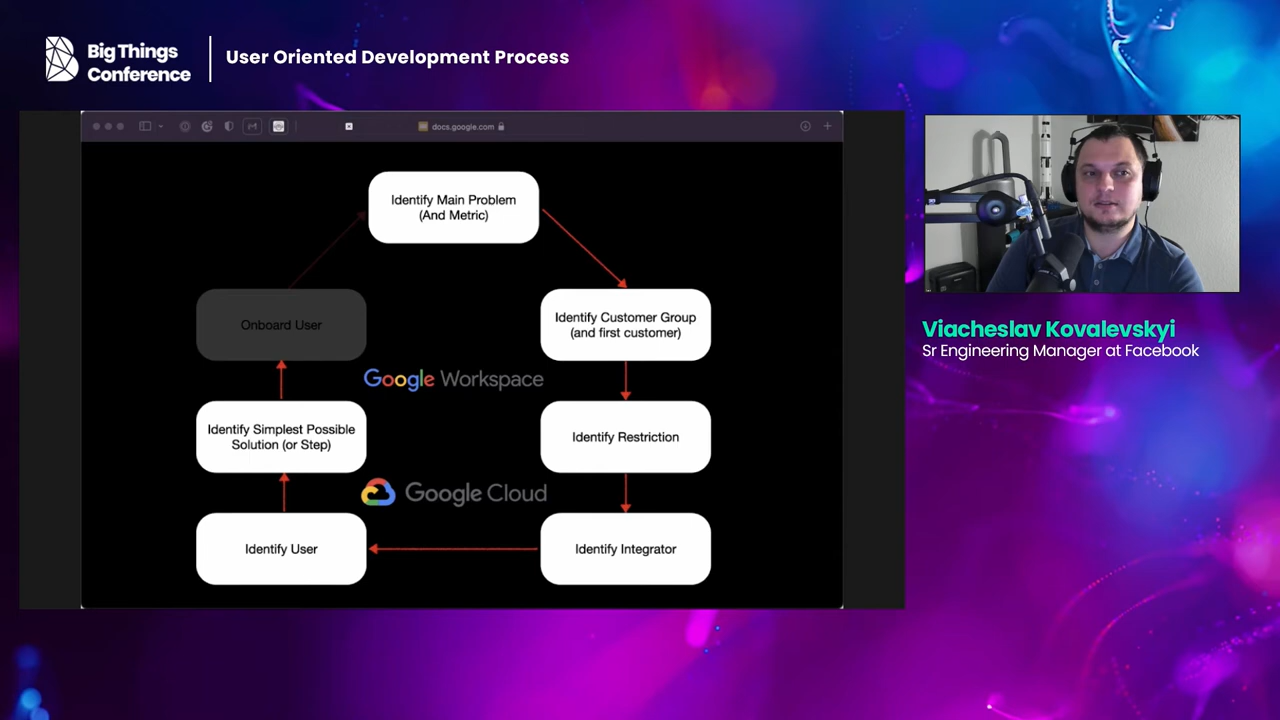 Big Things
Conference
User Oriented Development Process
docs.google.com
Identify Main Problem
(And Metric)
Onboard User
Identify Customer Group
(and first customer)
Google Workspace
Identify Simplest Possible
Solution (or Step)
Identify Restriction
Google Cloud
Identify User
Identify Integrator
Viacheslav Kovalevskyi
Sr Engineering Manager at Facebook